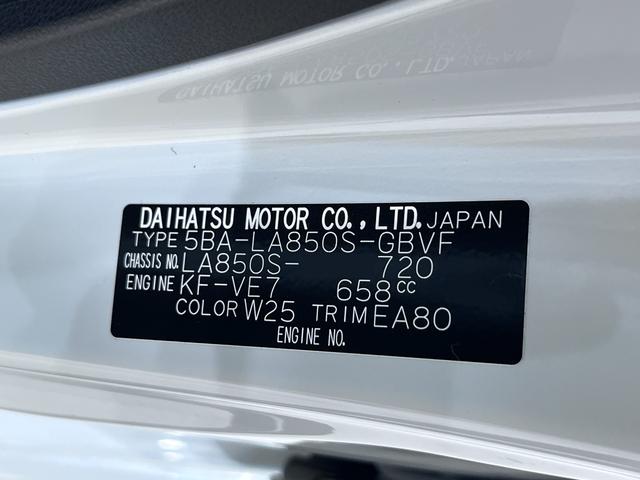 DAIHATSU MOTOR CO., LTD. JAPAN
TYPE 5BA-LA850S-GBVF
CHASSIS NO. LA850S- 720
ENGINE KF-VE7 658cc
COLOR W25 TRIM EA80
ENGINE NO.